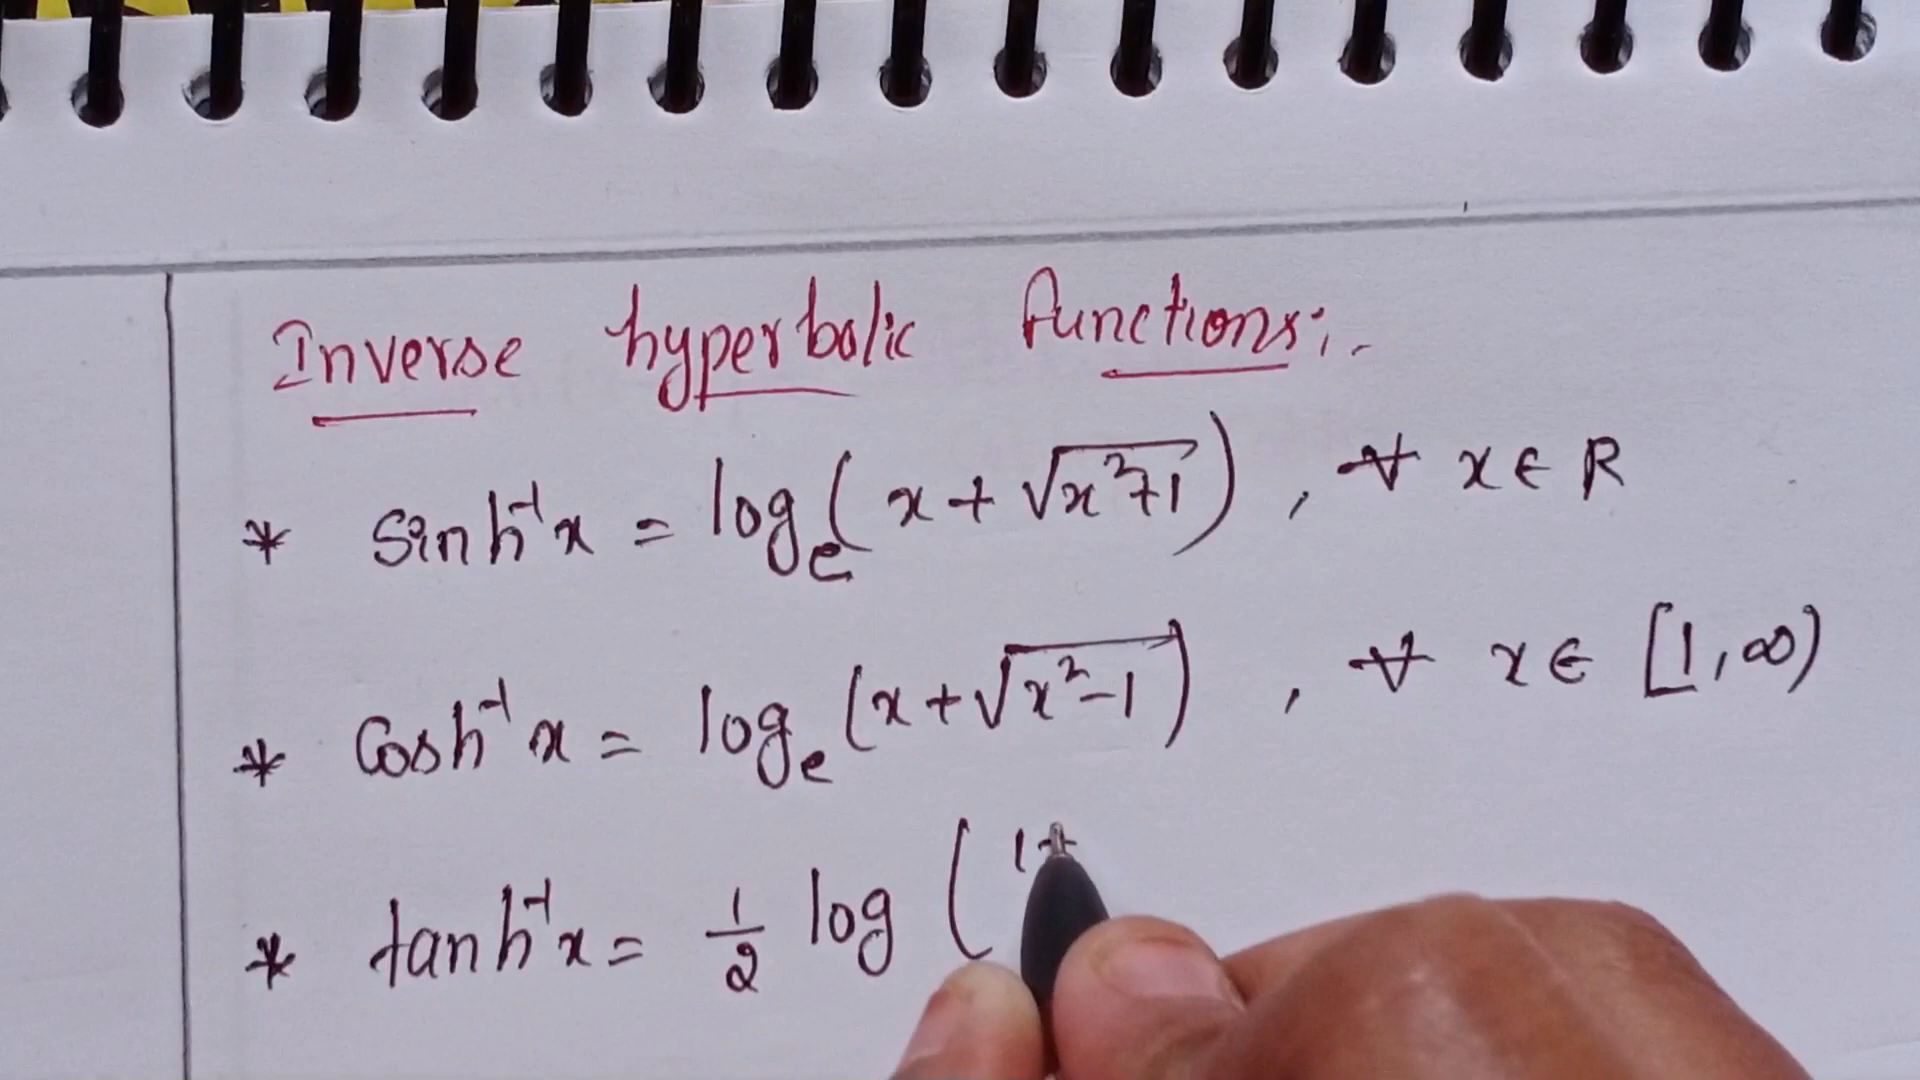 Inverse hyperbolic functions:-
* Sinh⁻¹x = logₑ(x + √x²+1) , ∀ x ∈ R
* Cosh⁻¹x = logₑ(x + √x²-1) , ∀ x ∈ [1, ∞)
* tanh⁻¹x = 1/2 log (1+